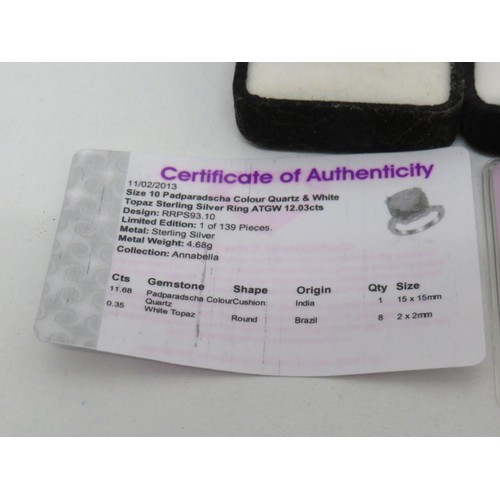 Certificate of Authenticity
11/02/2013
Size 10 Padparadscha Colour Quartz & White
Topaz Sterling Silver Ring ATGW 12.03cts
Design: RRPS93.10
Limited Edition: 1 of 139 Pieces.
Metal: Sterling Silver
Metal Weight: 4.68g
Collection: Annabella
Cts Gemstone Shape Origin Qty Size
11.68 Padparadscha Colour Cushion India 1 15 x 15mm
Quartz
0.35 White Topaz Round Brazil 8 2 x 2mm